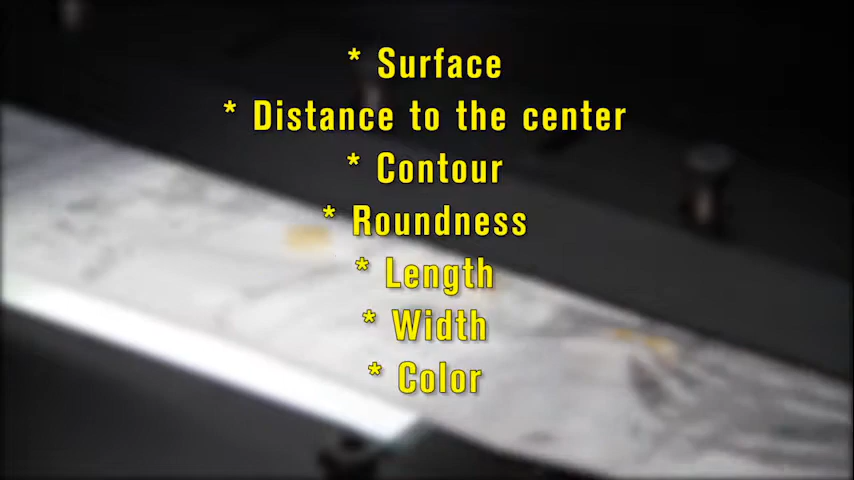 * Surface
* Distance to the center
* Contour
* Roundness
* Length
* Width
* Color